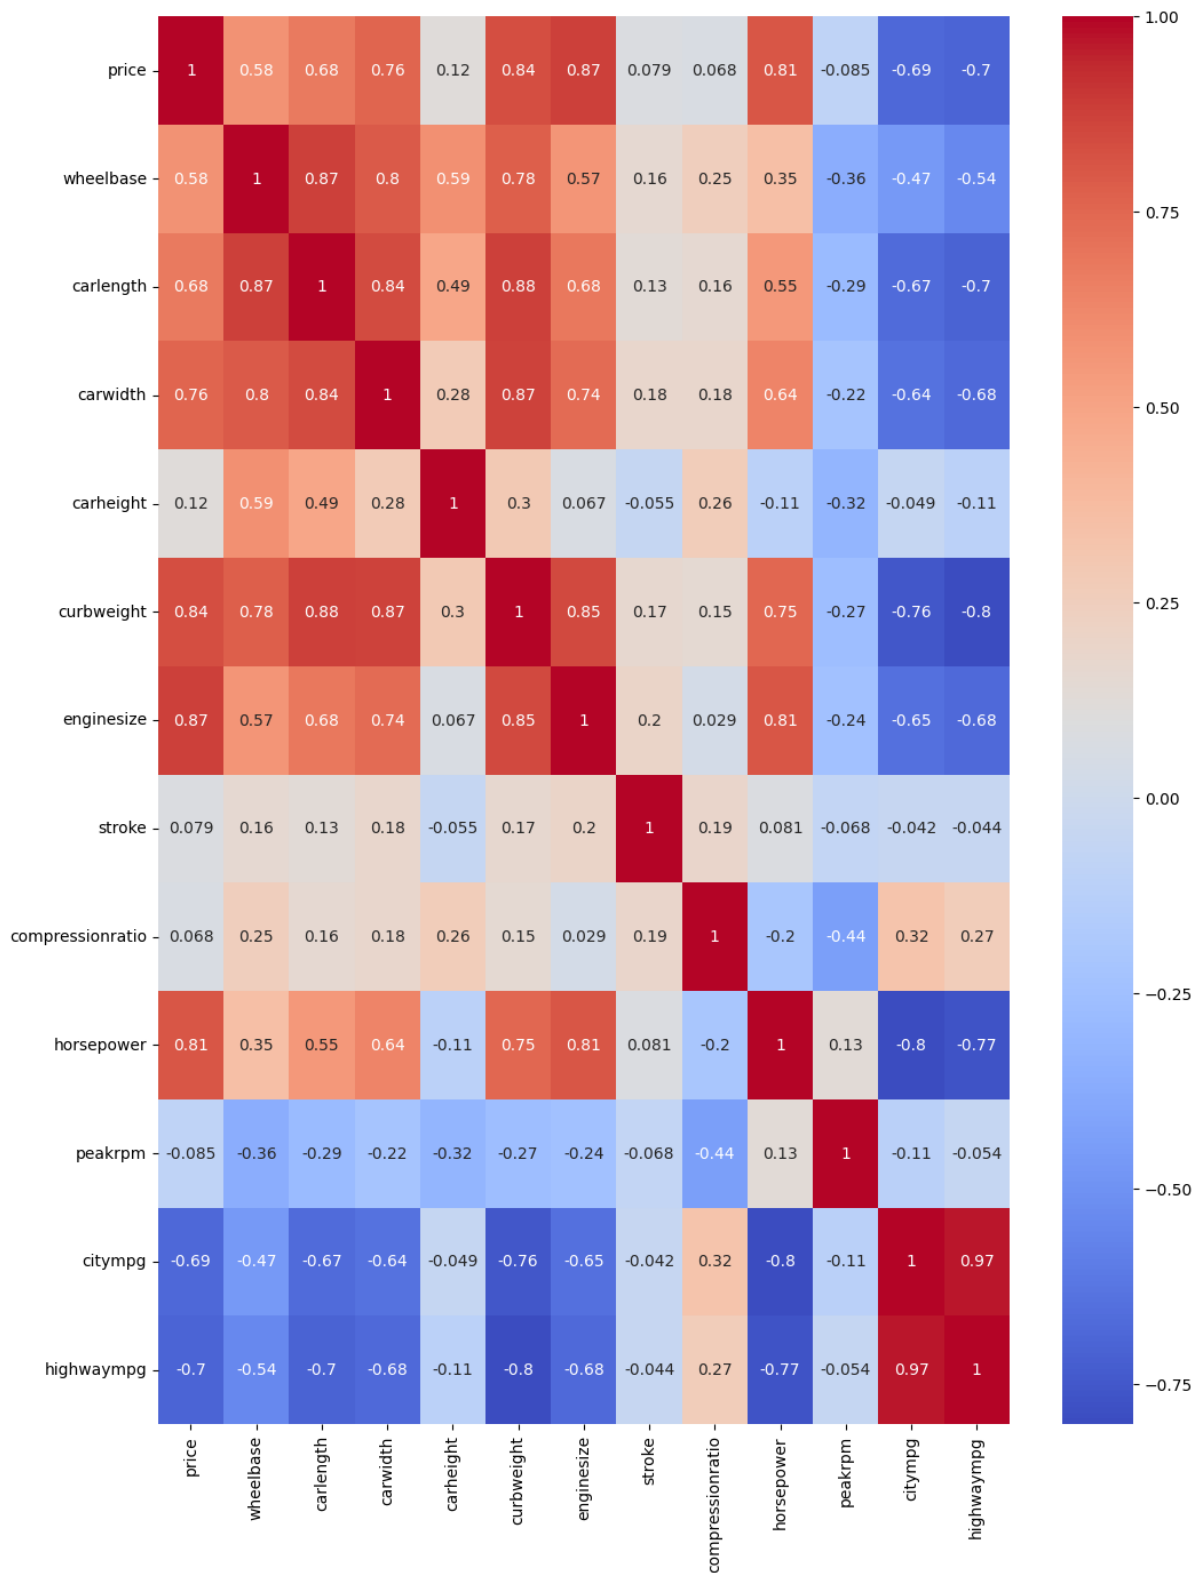 price 1 0.58 0.68 0.76 0.12 0.84 0.87 0.079 0.068 0.81 -0.085 -0.69 -0.7
wheelbase 0.58 1 0.87 0.8 0.59 0.78 0.57 0.16 0.25 0.35 -0.36 -0.47 -0.54
carlength 0.68 0.87 1 0.84 0.49 0.88 0.68 0.13 0.16 0.55 -0.29 -0.67 -0.7
carwidth 0.76 0.8 0.84 1 0.28 0.87 0.74 0.18 0.18 0.64 -0.22 -0.64 -0.68
carheight 0.12 0.59 0.49 0.28 1 0.3 0.067 -0.055 0.26 -0.11 -0.32 -0.049 -0.11
curbweight 0.84 0.78 0.88 0.87 0.3 1 0.85 0.17 0.15 0.75 -0.27 -0.76 -0.8
enginesize 0.87 0.57 0.68 0.74 0.067 0.85 1 0.2 0.029 0.81 -0.24 -0.65 -0.68
stroke 0.079 0.16 0.13 0.18 -0.055 0.17 0.2 1 0.19 0.081 -0.068 -0.042 -0.044
compressionratio 0.068 0.25 0.16 0.18 0.26 0.15 0.029 0.19 1 -0.2 -0.44 0.32 0.27
horsepower 0.81 0.35 0.55 0.64 -0.11 0.75 0.81 0.081 -0.2 1 0.13 -0.8 -0.77
peakrpm -0.085 -0.36 -0.29 -0.22 -0.32 -0.27 -0.24 -0.068 -0.44 0.13 1 -0.11 -0.054
citympg -0.69 -0.47 -0.67 -0.64 -0.049 -0.76 -0.65 -0.042 0.32 -0.8 -0.11 1 0.97
highwaympg -0.7 -0.54 -0.7 -0.68 -0.11 -0.8 -0.68 -0.044 0.27 -0.77 -0.054 0.97 1
price
wheelbase
carlength
carwidth
carheight
curbweight
enginesize
stroke
compressionratio
horsepower
peakrpm
citympg
highwaympg
1.00
0.75
0.50
0.25
0.00
−0.25
−0.50
−0.75